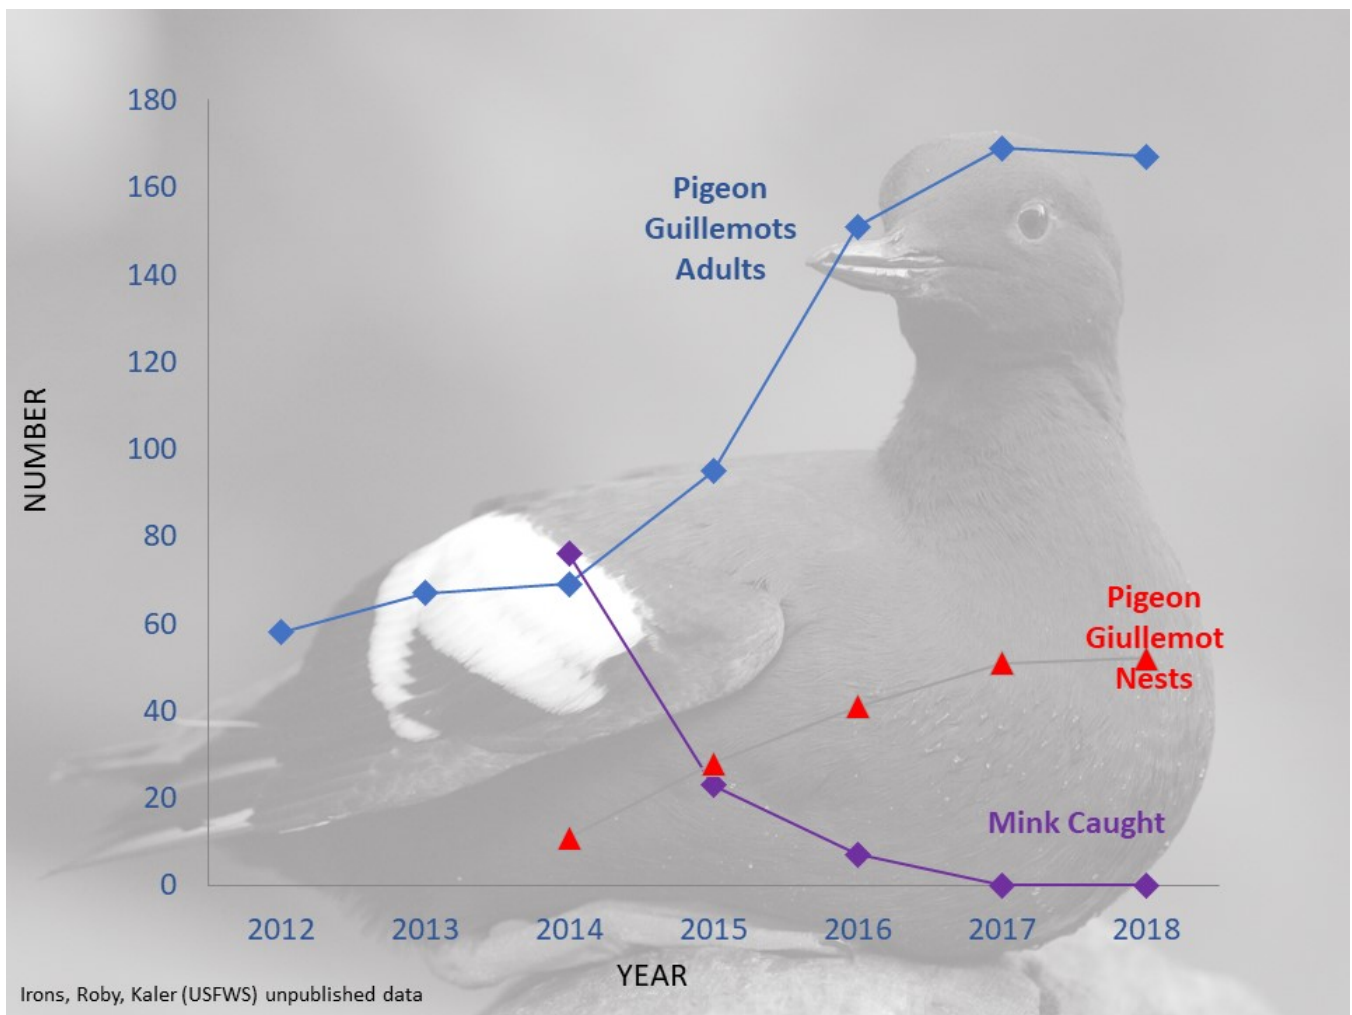 180
160
140
120
100
80
60
40
20
0
NUMBER
Pigeon
Guillemots
Adults
Pigeon
Giullemot
Nests
Mink Caught
2012 2013 2014 2015 2016 2017 2018
YEAR
Irons, Roby, Kaler (USFWS) unpublished data